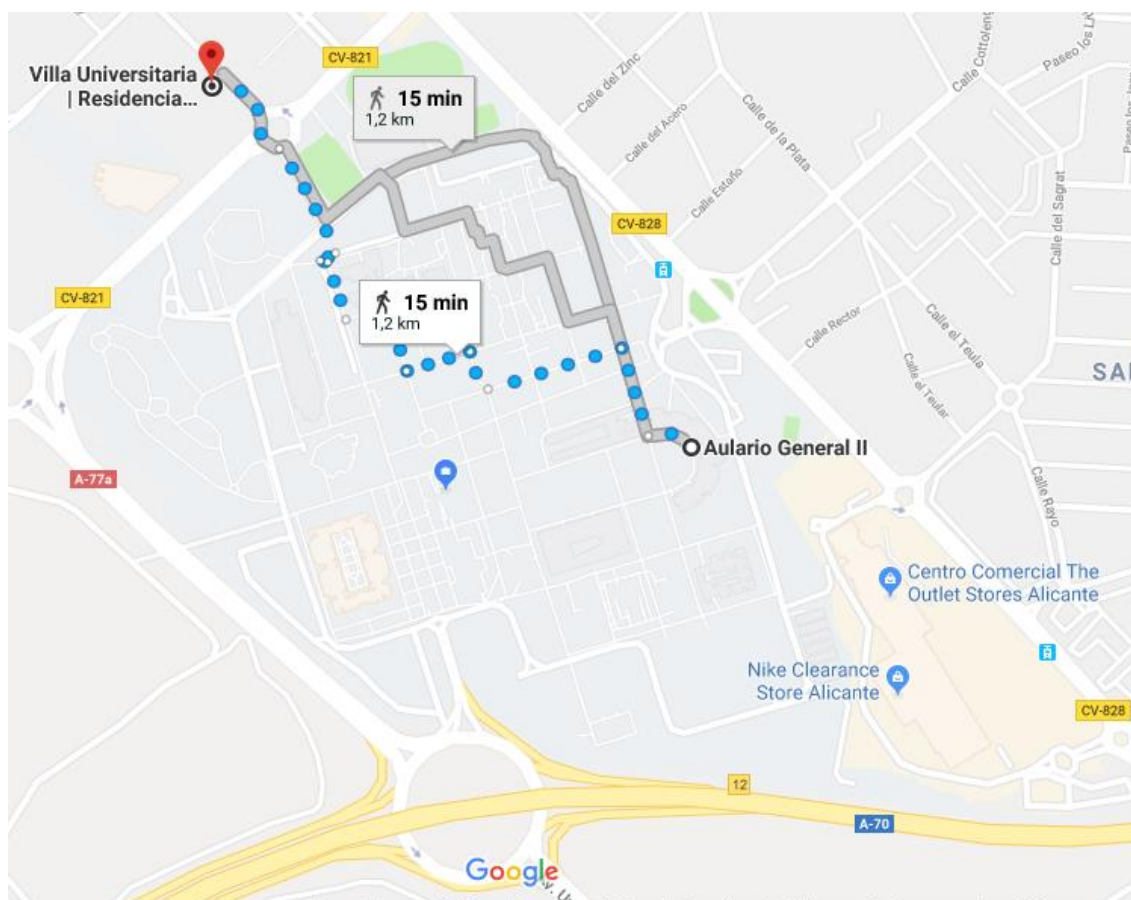 CV-821
Villa Universitaria
| Residencia...
15 min
1,2 km
Calle del Zinc
Calle del Acero
Calle Estaño
Calle de la Plata
Calle Cottoleng
Paseo los
Calle del Sagrat
CV-828
CV-821
15 min
1,2 km
Calle Rector
Calle el Teula
Calle el Teular
SA
Aulario General II
A-77a
Calle Rayo
Centro Comercial The
Outlet Stores Alicante
Nike Clearance
Store Alicante
CV-828
12
A-70
Google